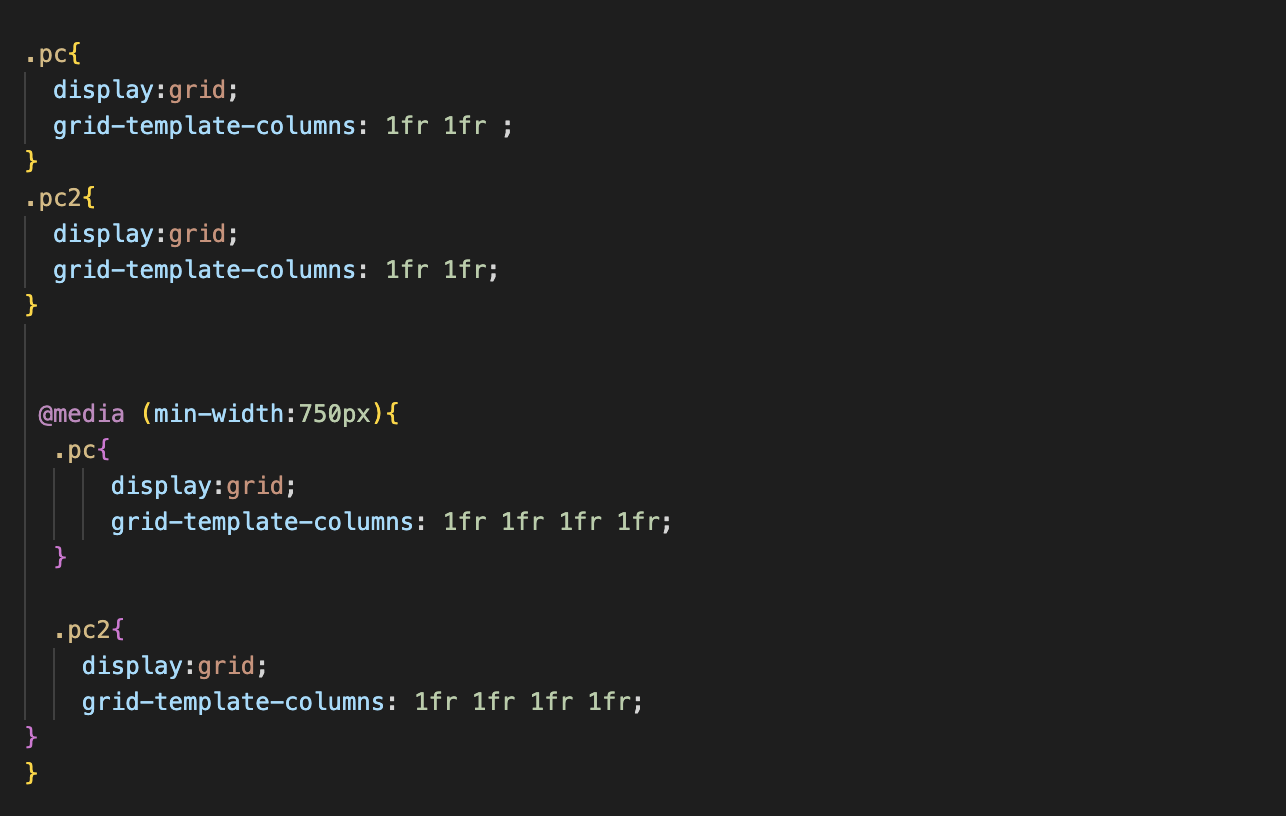 .pc{
display:grid;
grid-template-columns: 1fr 1fr ;
}
.pc2{
display:grid;
grid-template-columns: 1fr 1fr;
}
@media (min-width:750px){
.pc{
display:grid;
grid-template-columns: 1fr 1fr 1fr 1fr;
}
.pc2{
display:grid;
grid-template-columns: 1fr 1fr 1fr 1fr;
}
}